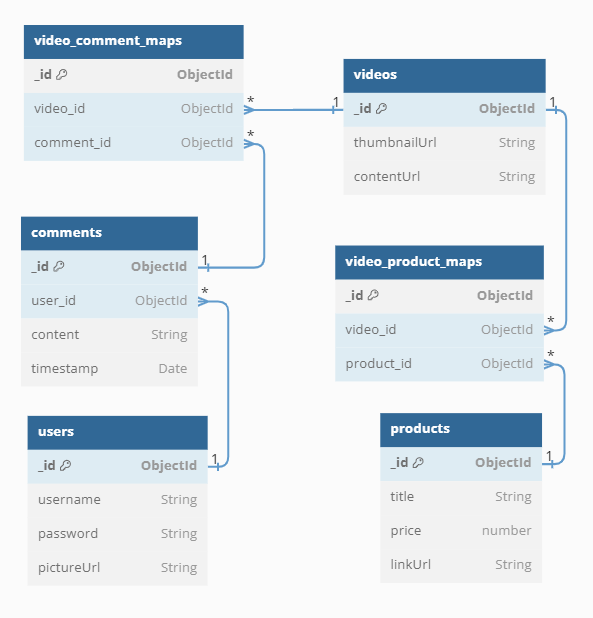 video_comment_maps
_id ObjectId
video_id ObjectId *
comment_id ObjectId *
videos
1 _id ObjectId 1
thumbnailUrl String
contentUrl String
comments
_id ObjectId 1
user_id ObjectId *
content String
timestamp Date
video_product_maps
_id ObjectId
video_id ObjectId *
product_id ObjectId *
users
_id ObjectId 1
username String
password String
pictureUrl String
products
_id ObjectId 1
title String
price number
linkUrl String